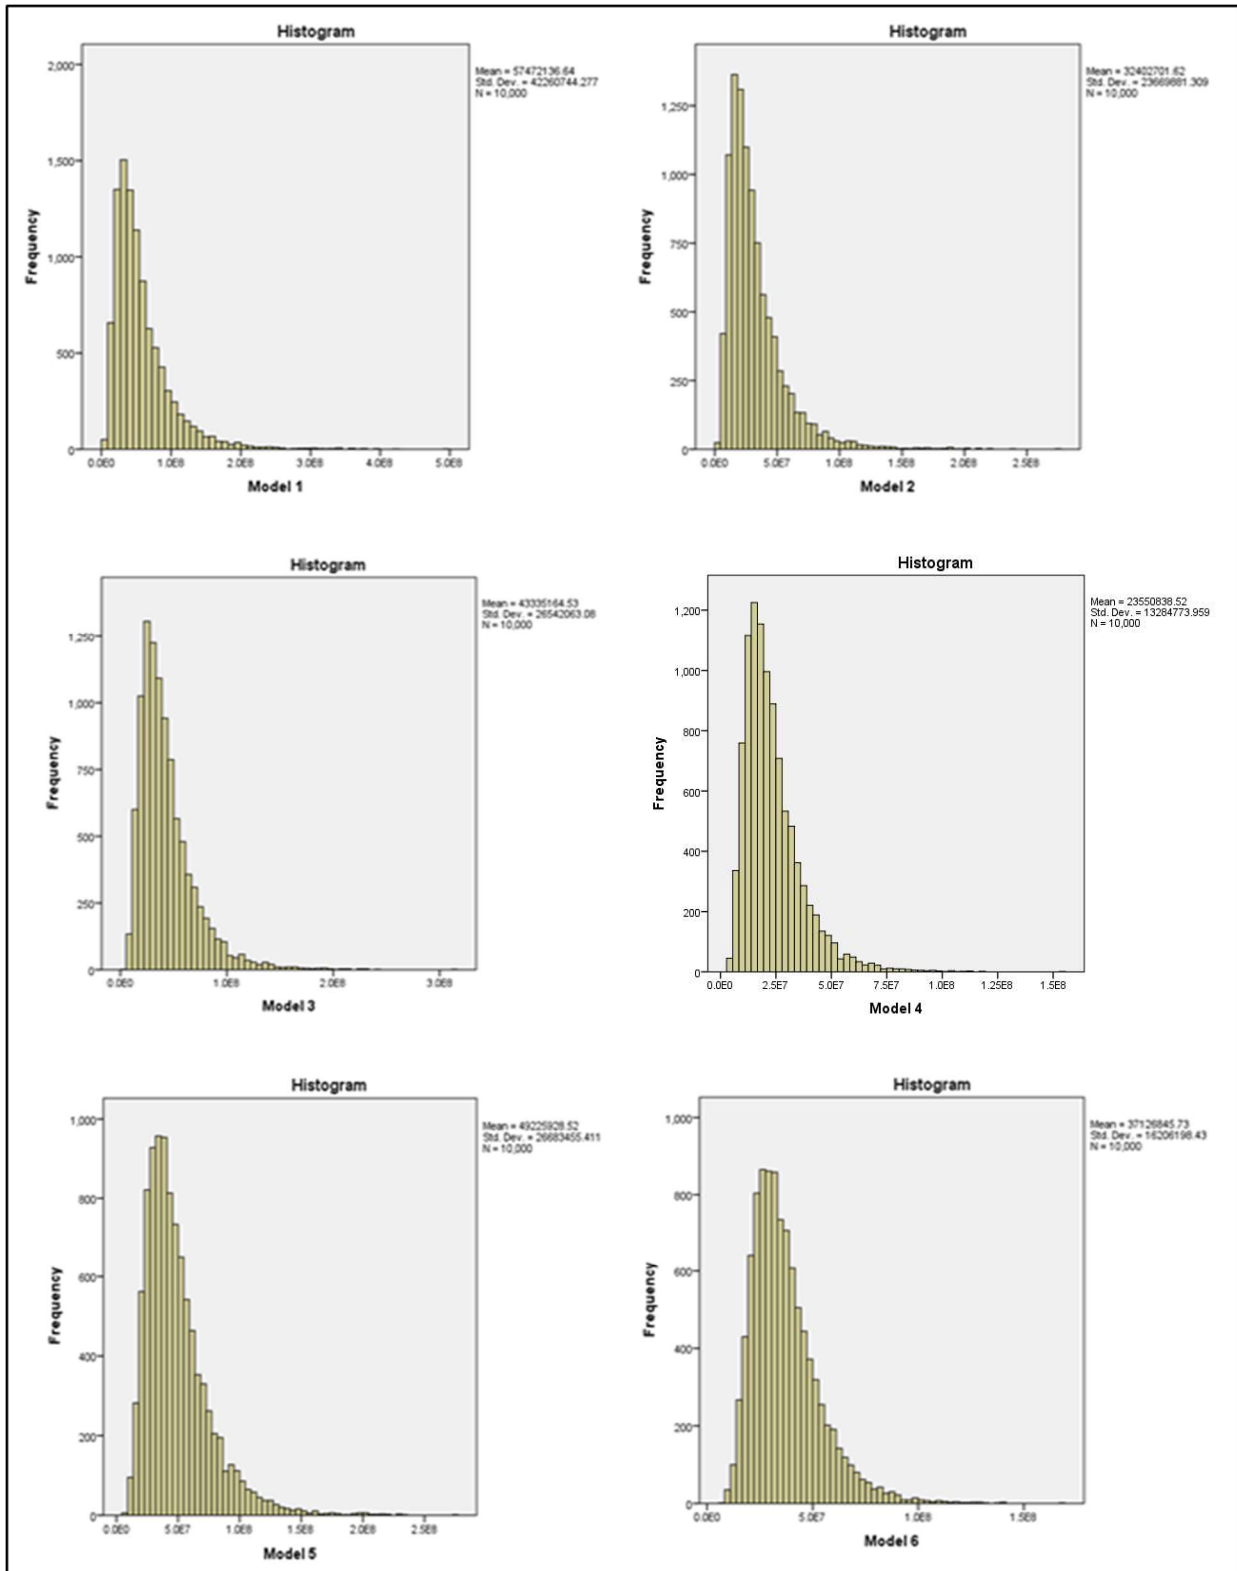 Histogram
Mean = 57472136.64
Std. Dev. = 42260744.277
N = 10,000
2,000
1,500
1,000
500
0
Frequency
0.0E0 1.0E8 2.0E8 3.0E8 4.0E8 5.0E8
Model 1
Histogram
Mean = 32402701.62
Std. Dev. = 23669881.309
N = 10,000
1,250
1,000
750
500
250
0
Frequency
0.0E0 5.0E7 1.0E8 1.5E8 2.0E8 2.5E8
Model 2
Histogram
Mean = 43335164.53
Std. Dev. = 26542063.08
N = 10,000
1,250
1,000
750
500
250
0
Frequency
0.0E0 1.0E8 2.0E8 3.0E8
Model 3
Histogram
Mean = 23550838.52
Std. Dev. = 13284773.959
N = 10,000
1,200
1,000
800
600
400
200
0
Frequency
0.0E0 2.5E7 5.0E7 7.5E7 1.0E8 1.25E8 1.5E8
Model 4
Histogram
Mean = 49225928.52
Std. Dev. = 26683455.411
N = 10,000
1,000
800
600
400
200
0
Frequency
0.0E0 5.0E7 1.0E8 1.5E8 2.0E8 2.5E8
Model 5
Histogram
Mean = 37126845.73
Std. Dev. = 16206198.43
N = 10,000
1,000
800
600
400
200
0
Frequency
0.0E0 5.0E7 1.0E8 1.5E8
Model 6